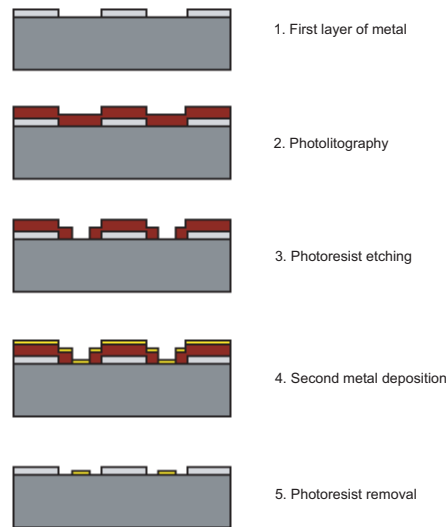 1. First layer of metal
2. Photolitography
3. Photoresist etching
4. Second metal deposition
5. Photoresist removal